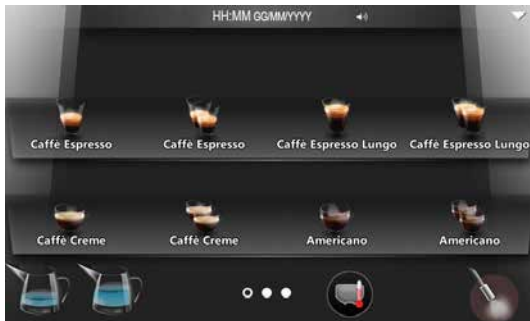 HH:MM GG/MM/YYYY
Caffè Espresso Caffè Espresso Caffè Espresso Lungo Caffè Espresso Lungo
Caffè Creme Caffè Creme Americano Americano